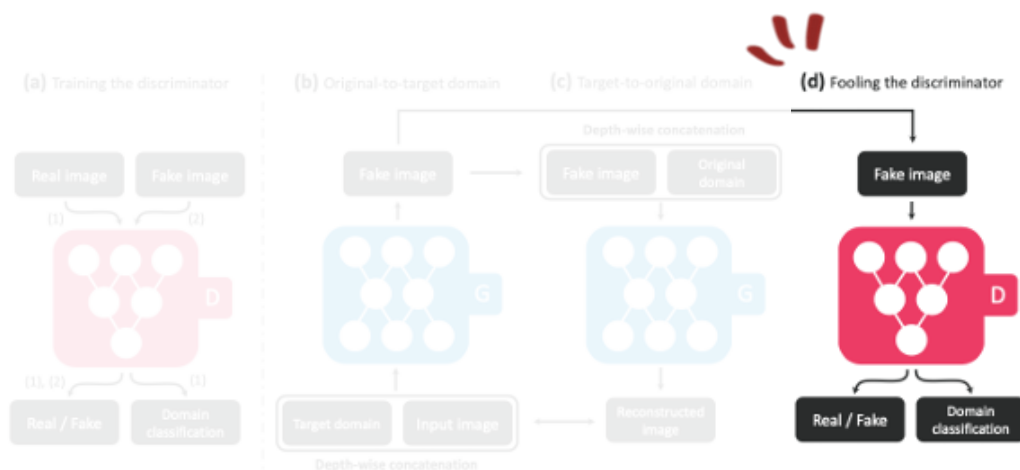 (a) Training the discriminator
(b) Original-to-target domain
(c) Target-to-original domain
(d) Fooling the discriminator
Depth-wise concatenation
Real image
Fake image
Fake image
Fake image
Original
domain
Fake image
(1)
(2)
D
G
G
D
(1), (2)
(1)
Real / Fake
Domain
classification
Target domain
Input image
Reconstructed
image
Real / Fake
Domain
classification
Depth-wise concatenation